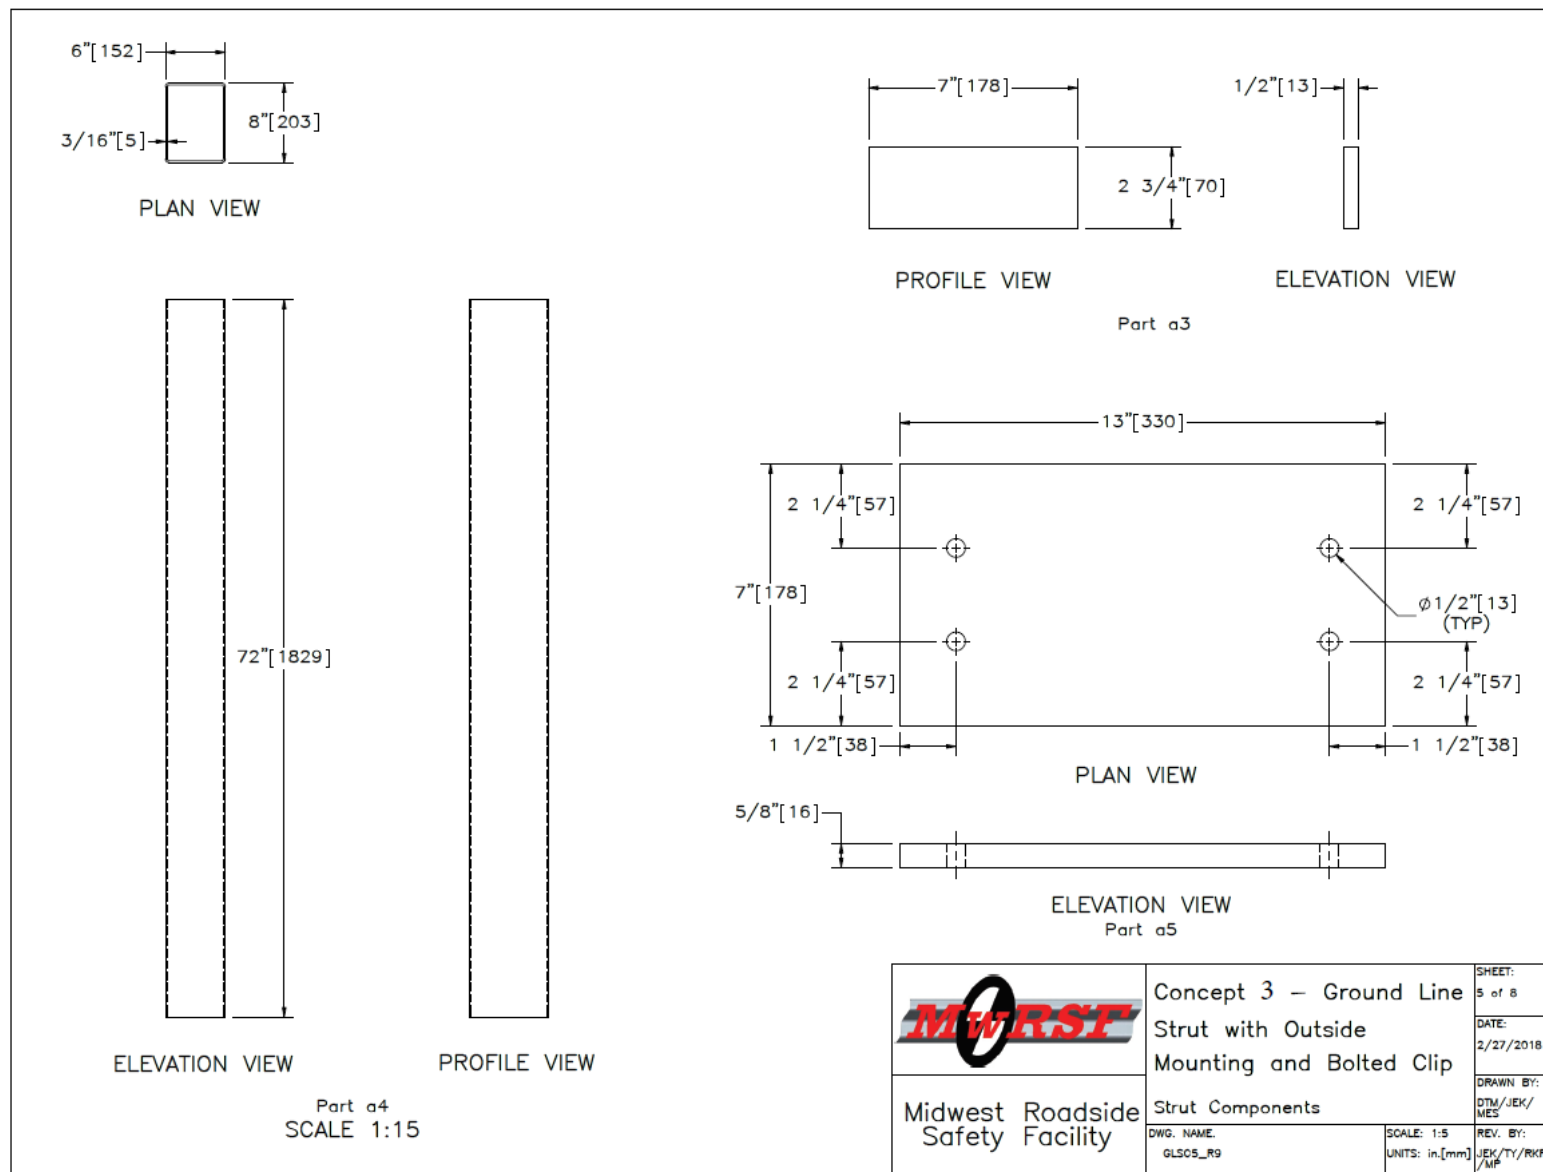 6"[152]
8"[203]
3/16"[5]
PLAN VIEW
72"[1829]
ELEVATION VIEW
PROFILE VIEW
Part a4
SCALE 1:15
7"[178]
1/2"[13]
2 3/4"[70]
PROFILE VIEW
ELEVATION VIEW
Part a3
13"[330]
2 1/4"[57]
2 1/4"[57]
7"[178]
Ø1/2"[13]
(TYP)
2 1/4"[57]
2 1/4"[57]
1 1/2"[38]
1 1/2"[38]
PLAN VIEW
5/8"[16]
ELEVATION VIEW
Part a5
MwRSF
Midwest Roadside
Safety Facility
Concept 3 – Ground Line
Strut with Outside
Mounting and Bolted Clip
Strut Components
DWG. NAME.
GLSC5_R9
SCALE: 1:5
UNITS: in.[mm]
SHEET:
5 of 8
DATE:
2/27/2018
DRAWN BY:
DTM/JEK/
MES
REV. BY:
JEK/TY/RKF
/MP